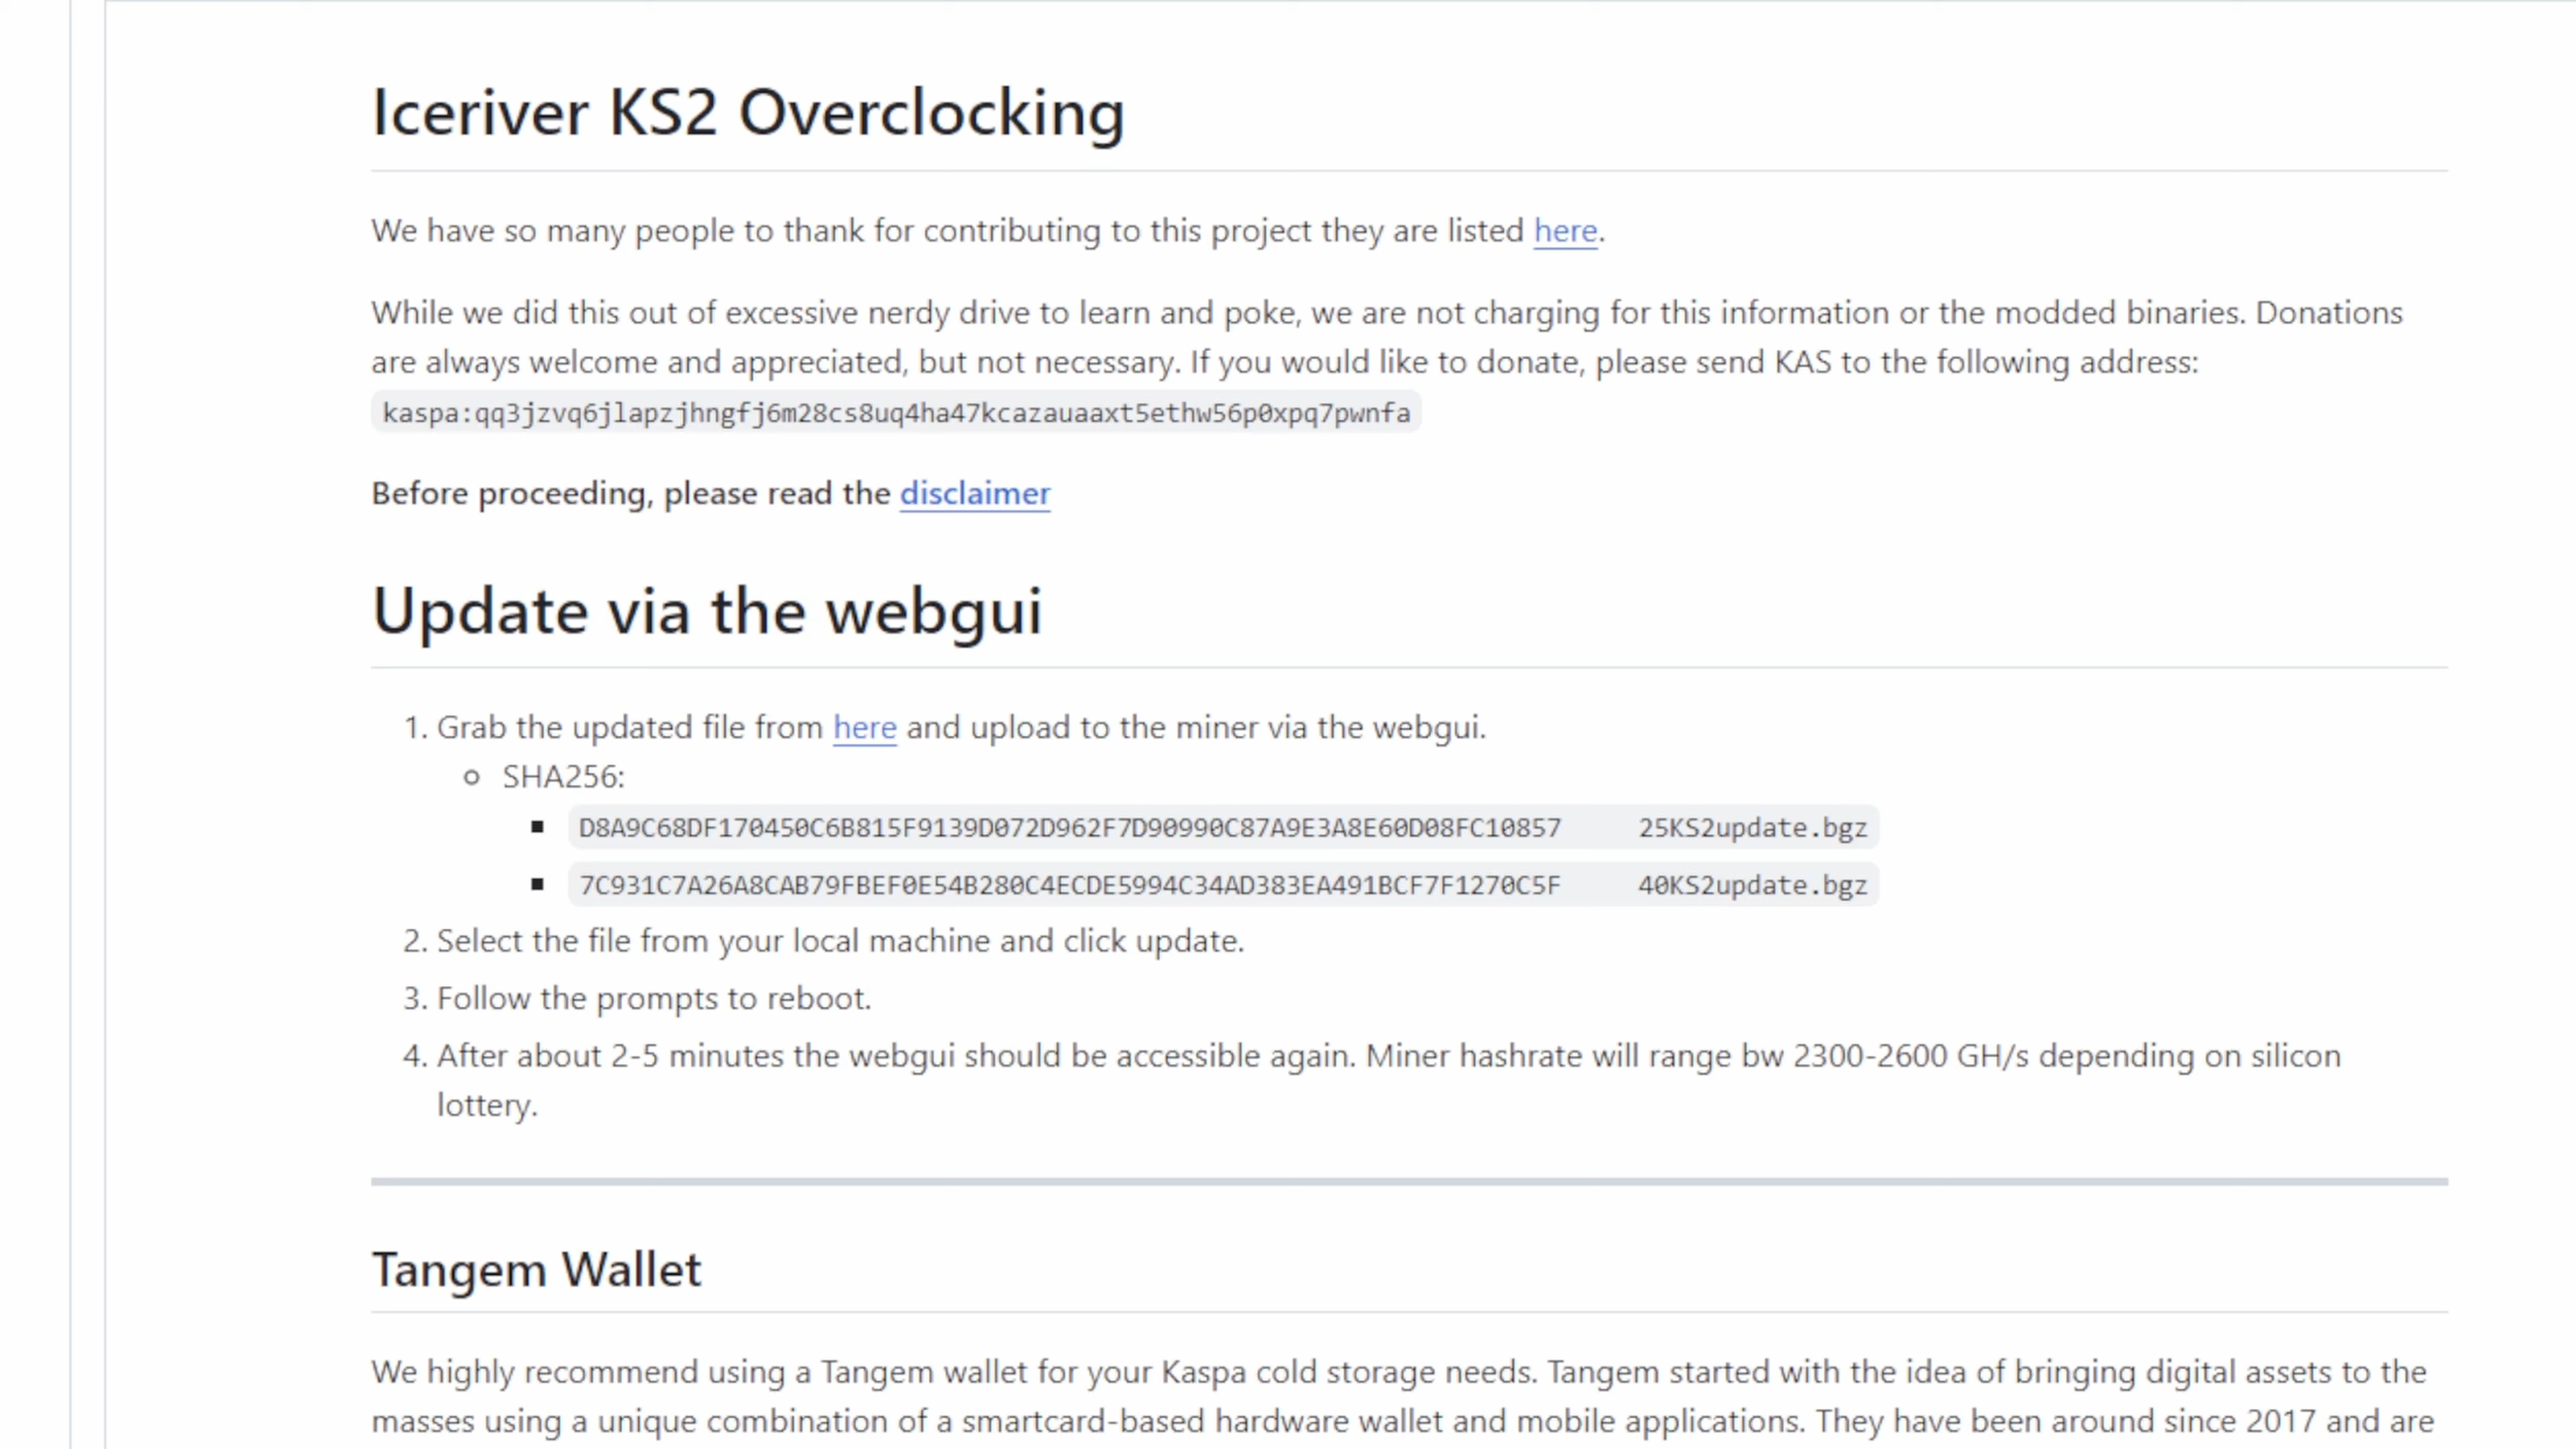 Iceriver KS2 Overclocking
We have so many people to thank for contributing to this project they are listed here.
While we did this out of excessive nerdy drive to learn and poke, we are not charging for this information or the modded binaries. Donations
are always welcome and appreciated, but not necessary. If you would like to donate, please send KAS to the following address:
kaspa:qq3jzvq6jlapzjhngfj6m28cs8uq4ha47kcazauaaxt5ethw56p0xpq7pwnfa
Before proceeding, please read the disclaimer
Update via the webgui
1. Grab the updated file from here and upload to the miner via the webgui.
SHA256:
D8A9C68DF170450C6B815F9139D072D962F7D90990C87A9E3A8E60D08FC10857 25KS2update.bgz
7C931C7A26A8CAB79FBEF0E54B280C4ECDE5994C34AD383EA491BCF7F1270C5F 40KS2update.bgz
2. Select the file from your local machine and click update.
3. Follow the prompts to reboot.
4. After about 2-5 minutes the webgui should be accessible again. Miner hashrate will range bw 2300-2600 GH/s depending on silicon
lottery.
Tangem Wallet
We highly recommend using a Tangem wallet for your Kaspa cold storage needs. Tangem started with the idea of bringing digital assets to the
masses using a unique combination of a smartcard-based hardware wallet and mobile applications. They have been around since 2017 and are